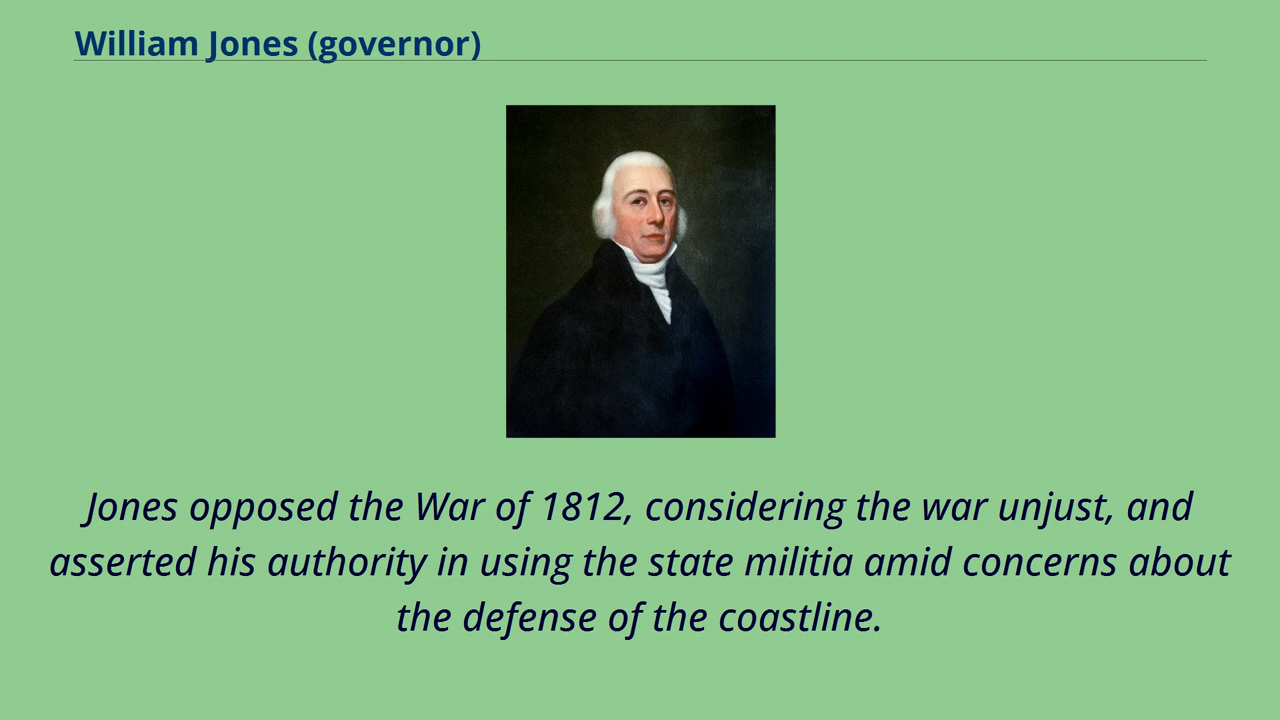 William Jones (governor)
Jones opposed the War of 1812, considering the war unjust, and
asserted his authority in using the state militia amid concerns about
the defense of the coastline.